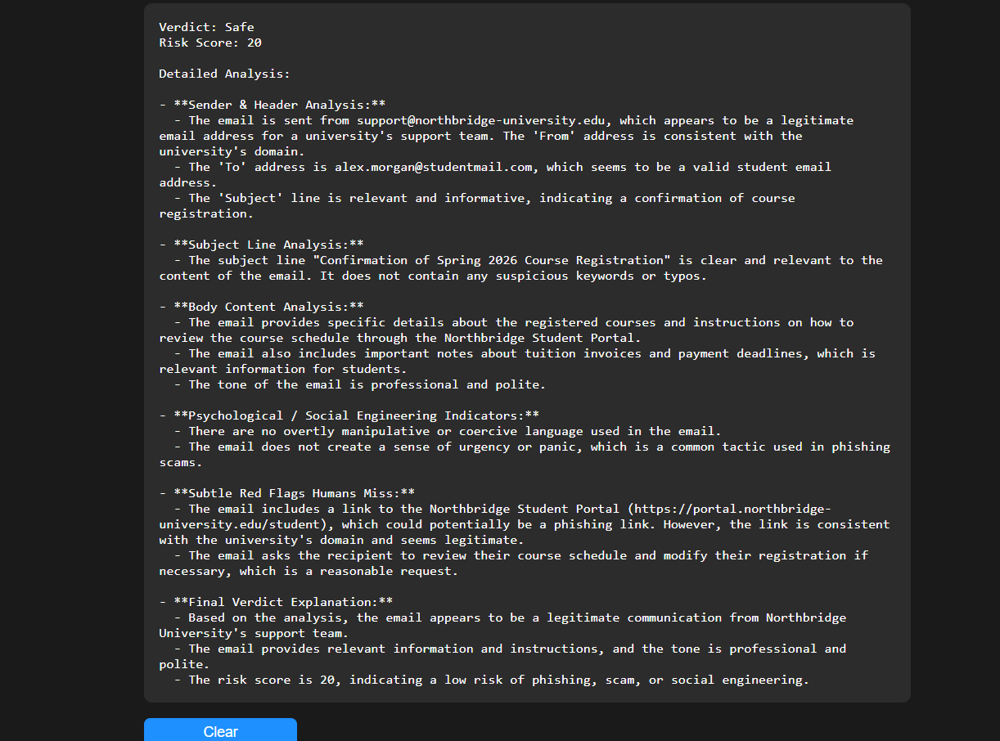 Verdict: Safe
Risk Score: 20
Detailed Analysis:
- **Sender & Header Analysis:**
- The email is sent from support@northbridge-university.edu, which appears to be a legitimate
email address for a university's support team. The 'From' address is consistent with the
university's domain.
- The 'To' address is alex.morgan@studentmail.com, which seems to be a valid student email
address.
- The 'Subject' line is relevant and informative, indicating a confirmation of course
registration.
- **Subject Line Analysis:**
- The subject line "Confirmation of Spring 2026 Course Registration" is clear and relevant to the
content of the email. It does not contain any suspicious keywords or typos.
- **Body Content Analysis:**
- The email provides specific details about the registered courses and instructions on how to
review the course schedule through the Northbridge Student Portal.
- The email also includes important notes about tuition invoices and payment deadlines, which is
relevant information for students.
- The tone of the email is professional and polite.
- **Psychological / Social Engineering Indicators:**
- There are no overtly manipulative or coercive language used in the email.
- The email does not create a sense of urgency or panic, which is a common tactic used in phishing
scams.
- **Subtle Red Flags Humans Miss:**
- The email includes a link to the Northbridge Student Portal (https://portal.northbridge-
university.edu/student), which could potentially be a phishing link. However, the link is consistent
with the university's domain and seems legitimate.
- The email asks the recipient to review their course schedule and modify their registration if
necessary, which is a reasonable request.
- **Final Verdict Explanation:**
- Based on the analysis, the email appears to be a legitimate communication from Northbridge
University's support team.
- The email provides relevant information and instructions, and the tone is professional and
polite.
- The risk score is 20, indicating a low risk of phishing, scam, or social engineering.
Clear